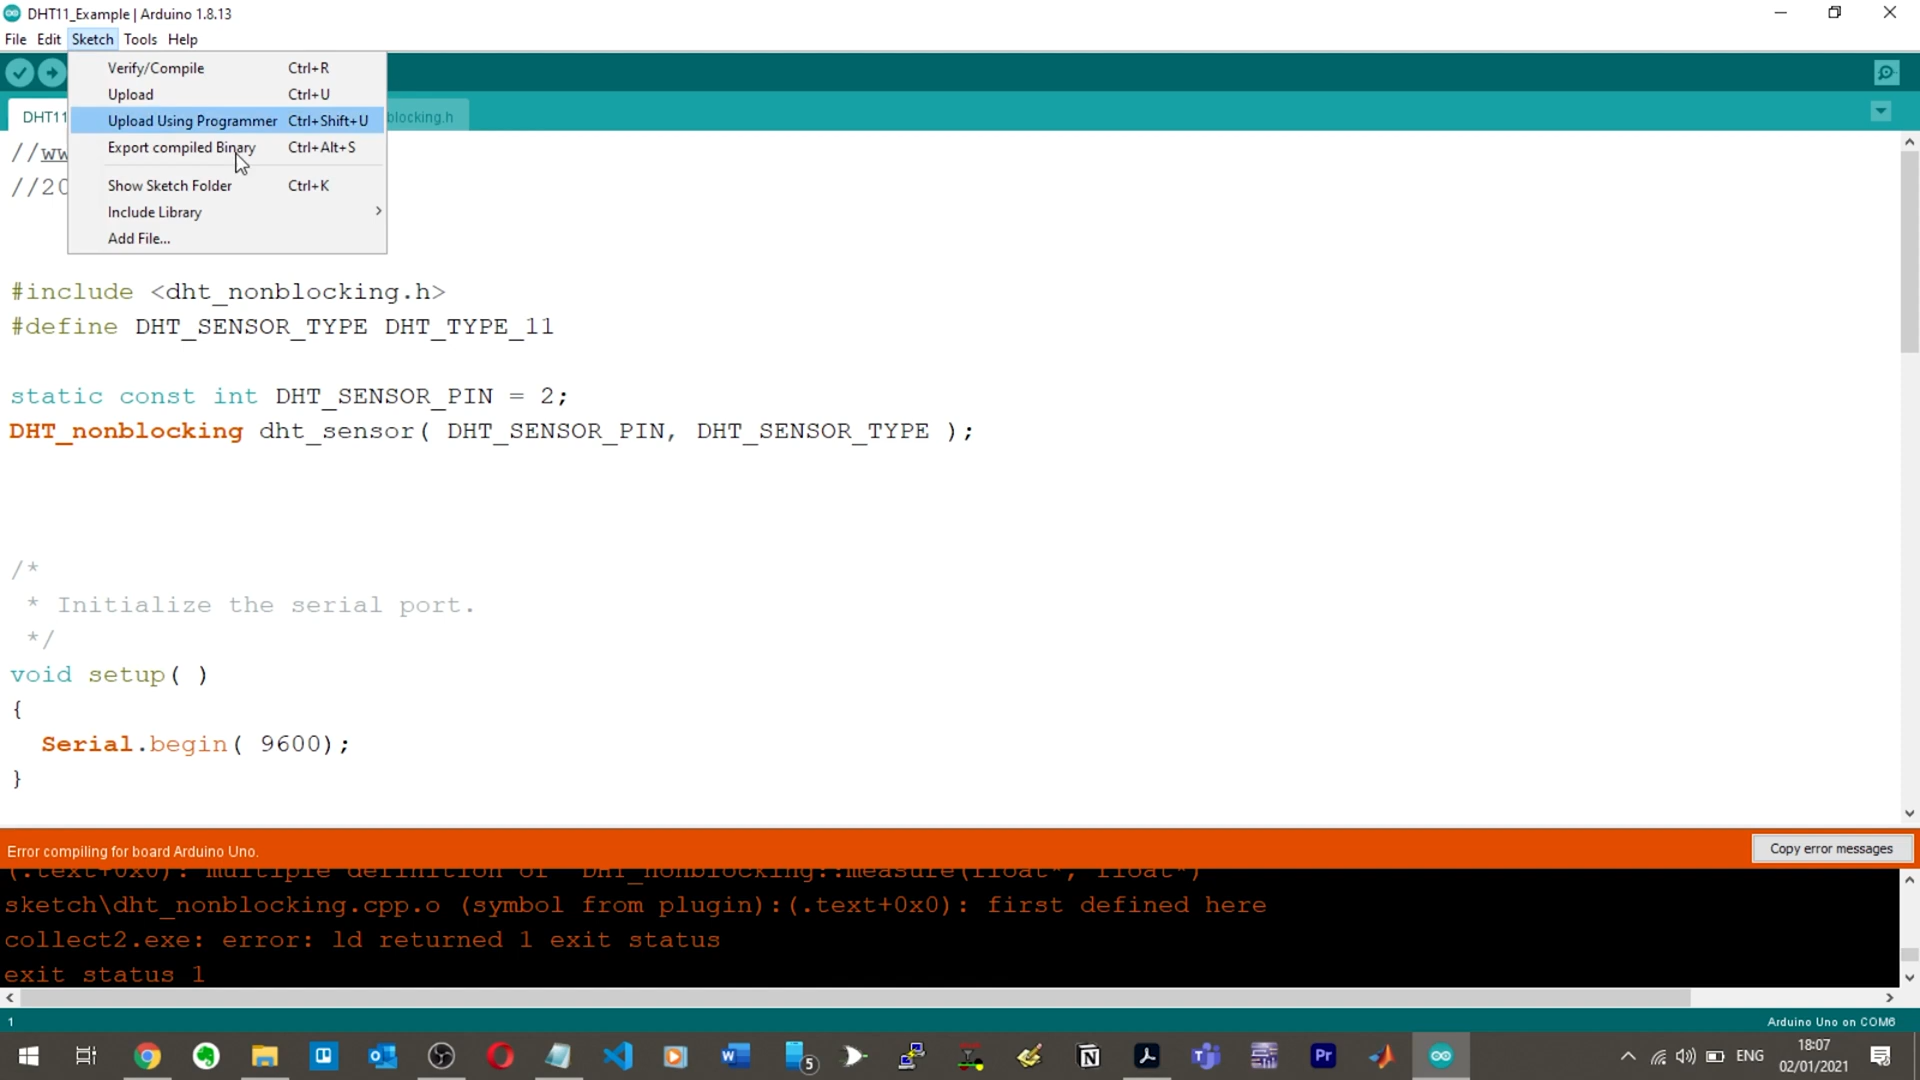 DHT11_Example | Arduino 1.8.13
File Edit Sketch Tools Help
Verify/Compile Ctrl+R
Upload Ctrl+U
Upload Using Programmer Ctrl+Shift+U
Export compiled Binary Ctrl+Alt+S
Show Sketch Folder Ctrl+K
Include Library
Add File...
DHT11 locking.h
//ww
//20
#include <dht_nonblocking.h>
#define DHT_SENSOR_TYPE DHT_TYPE_11
static const int DHT_SENSOR_PIN = 2;
DHT_nonblocking dht_sensor( DHT_SENSOR_PIN, DHT_SENSOR_TYPE );
/*
* Initialize the serial port.
*/
void setup( )
{
Serial.begin( 9600);
}
Error compiling for board Arduino Uno.
Copy error messages
(.text+0x0): multiple definition of `DHT_nonblocking::measure(float*, float*)'
sketch\dht_nonblocking.cpp.o (symbol from plugin):(.text+0x0): first defined here
collect2.exe: error: ld returned 1 exit status
exit status 1
1
Arduino Uno on COM6
5
Pr
ENG
18:07
02/01/2021